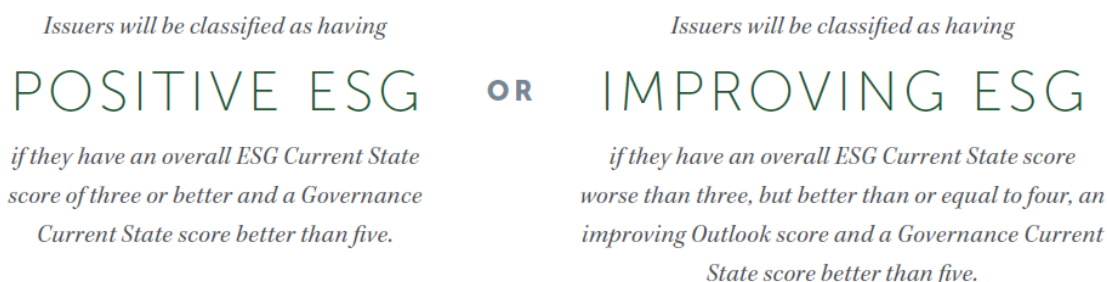 Issuers will be classified as having
POSITIVE ESG
if they have an overall ESG Current State
score of three or better and a Governance
Current State score better than five.
OR
Issuers will be classified as having
IMPROVING ESG
if they have an overall ESG Current State score
worse than three, but better than or equal to four, an
improving Outlook score and a Governance Current
State score better than five.